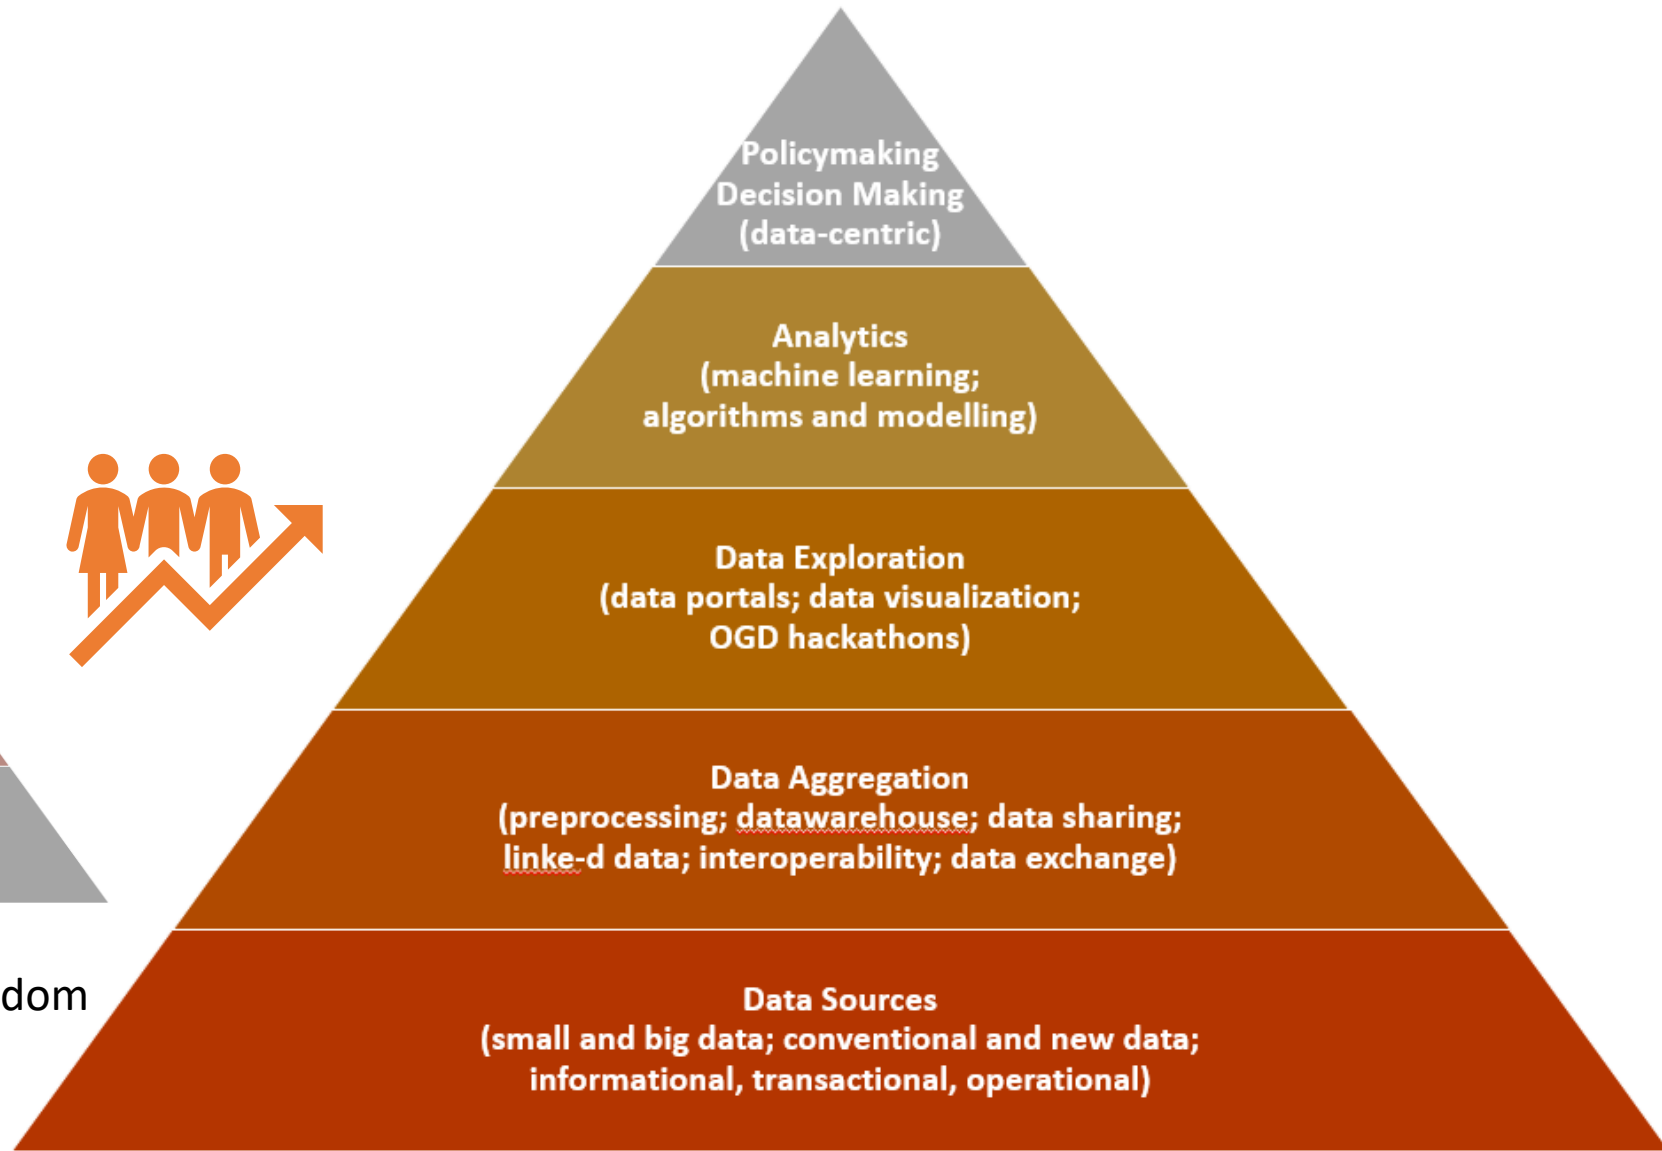 Policymaking
Decision Making
(data-centric)
Analytics
(machine learning;
algorithms and modelling)
Data Exploration
(data portals; data visualization;
OGD hackathons)
Data Aggregation
(preprocessing; datawarehouse; data sharing;
linke-d data; interoperability; data exchange)
dom
Data Sources
(small and big data; conventional and new data;
informational, transactional, operational)